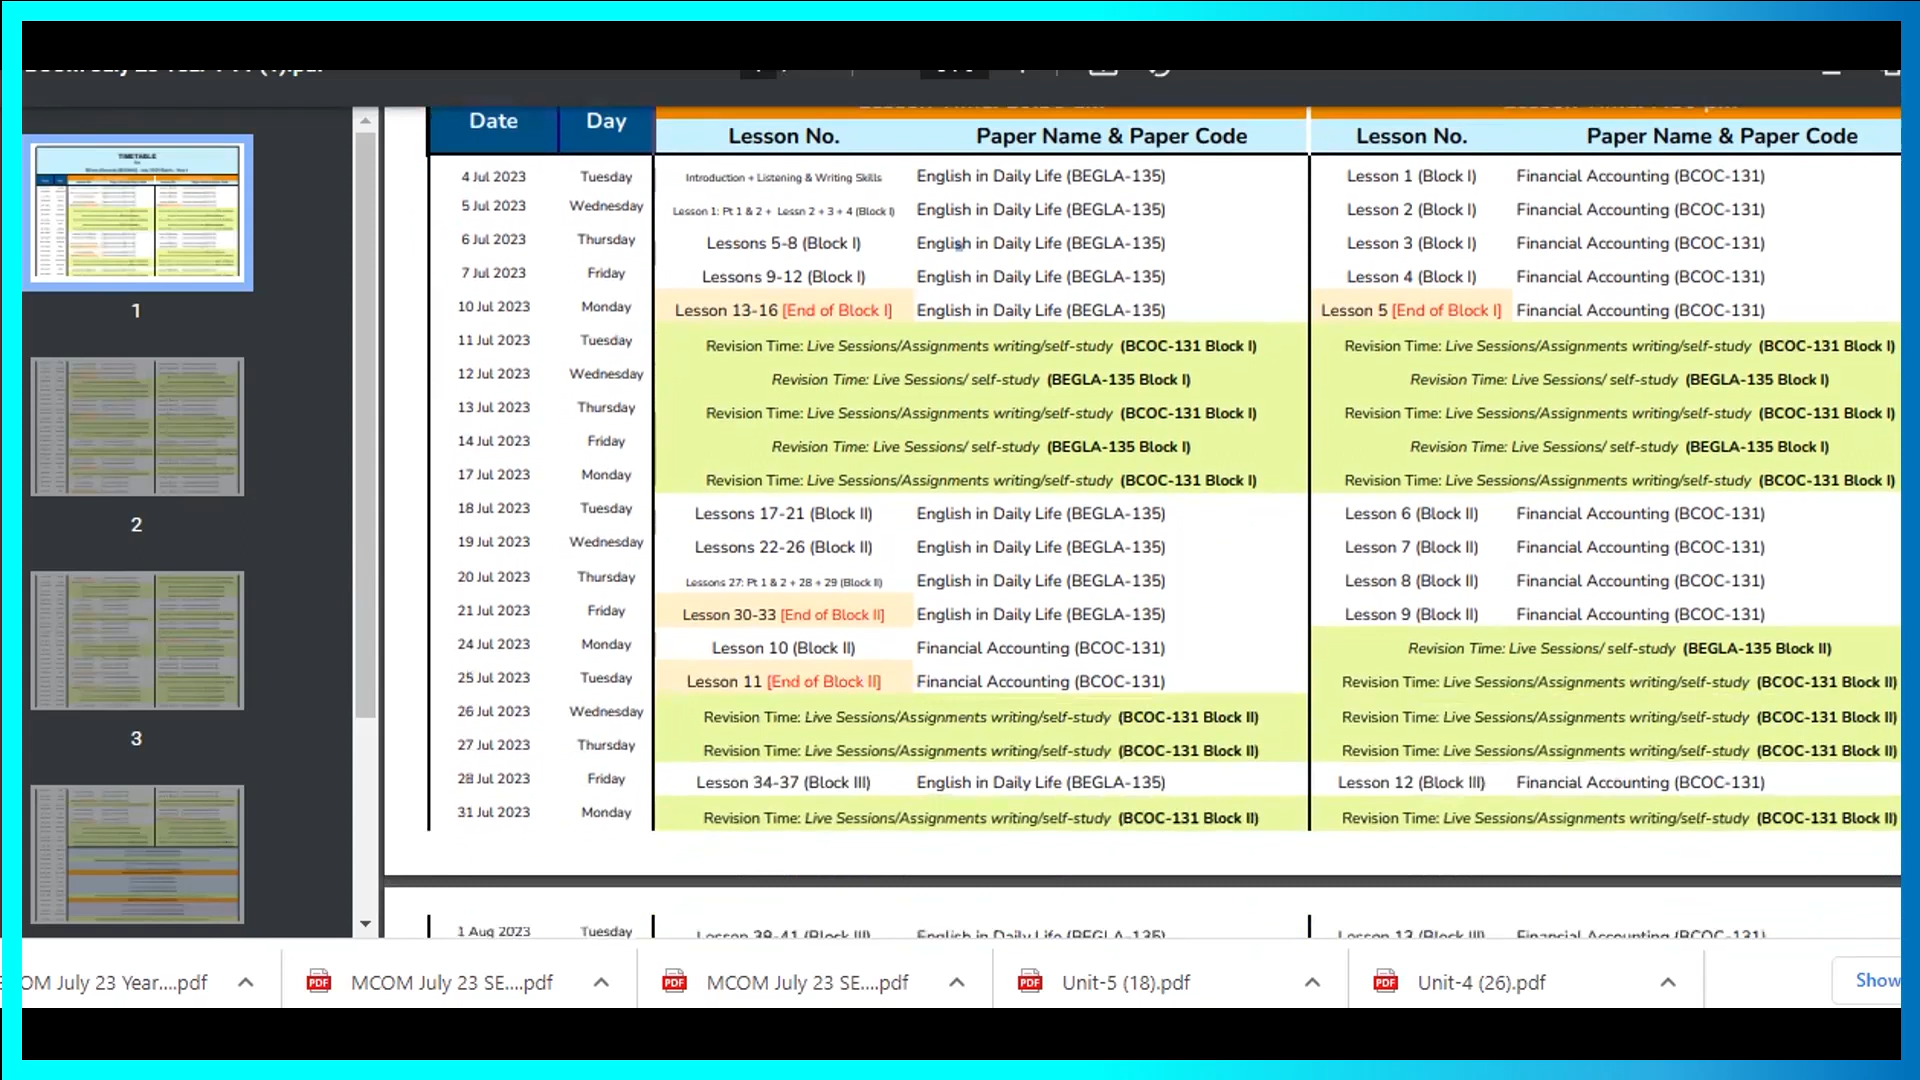 Date Day Lesson No. Paper Name & Paper Code Lesson No. Paper Name & Paper Code
4 Jul 2023 Tuesday Introduction + Listening & Writing Skills English in Daily Life (BEGLA-135) Lesson 1 (Block I) Financial Accounting (BCOC-131)
5 Jul 2023 Wednesday Lesson 1: Pt 1 & 2 + Lessn 2 + 3 + 4 (Block I) English in Daily Life (BEGLA-135) Lesson 2 (Block I) Financial Accounting (BCOC-131)
6 Jul 2023 Thursday Lessons 5-8 (Block I) English in Daily Life (BEGLA-135) Lesson 3 (Block I) Financial Accounting (BCOC-131)
7 Jul 2023 Friday Lessons 9-12 (Block I) English in Daily Life (BEGLA-135) Lesson 4 (Block I) Financial Accounting (BCOC-131)
10 Jul 2023 Monday Lesson 13-16 [End of Block I] English in Daily Life (BEGLA-135) Lesson 5 [End of Block I] Financial Accounting (BCOC-131)
11 Jul 2023 Tuesday Revision Time: Live Sessions/Assignments writing/self-study (BCOC-131 Block I) Revision Time: Live Sessions/Assignments writing/self-study (BCOC-131 Block I)
12 Jul 2023 Wednesday Revision Time: Live Sessions/ self-study (BEGLA-135 Block I) Revision Time: Live Sessions/ self-study (BEGLA-135 Block I)
13 Jul 2023 Thursday Revision Time: Live Sessions/Assignments writing/self-study (BCOC-131 Block I) Revision Time: Live Sessions/Assignments writing/self-study (BCOC-131 Block I)
14 Jul 2023 Friday Revision Time: Live Sessions/ self-study (BEGLA-135 Block I) Revision Time: Live Sessions/ self-study (BEGLA-135 Block I)
17 Jul 2023 Monday Revision Time: Live Sessions/Assignments writing/self-study (BCOC-131 Block I) Revision Time: Live Sessions/Assignments writing/self-study (BCOC-131 Block I)
18 Jul 2023 Tuesday Lessons 17-21 (Block II) English in Daily Life (BEGLA-135) Lesson 6 (Block II) Financial Accounting (BCOC-131)
19 Jul 2023 Wednesday Lessons 22-26 (Block II) English in Daily Life (BEGLA-135) Lesson 7 (Block II) Financial Accounting (BCOC-131)
20 Jul 2023 Thursday Lessons 27: Pt 1 & 2 + 28 + 29 (Block II) English in Daily Life (BEGLA-135) Lesson 8 (Block II) Financial Accounting (BCOC-131)
21 Jul 2023 Friday Lesson 30-33 [End of Block II] English in Daily Life (BEGLA-135) Lesson 9 (Block II) Financial Accounting (BCOC-131)
24 Jul 2023 Monday Lesson 10 (Block II) Financial Accounting (BCOC-131) Revision Time: Live Sessions/ self-study (BEGLA-135 Block II)
25 Jul 2023 Tuesday Lesson 11 [End of Block II] Financial Accounting (BCOC-131) Revision Time: Live Sessions/Assignments writing/self-study (BCOC-131 Block II)
26 Jul 2023 Wednesday Revision Time: Live Sessions/Assignments writing/self-study (BCOC-131 Block II) Revision Time: Live Sessions/Assignments writing/self-study (BCOC-131 Block II)
27 Jul 2023 Thursday Revision Time: Live Sessions/Assignments writing/self-study (BCOC-131 Block II) Revision Time: Live Sessions/Assignments writing/self-study (BCOC-131 Block II)
28 Jul 2023 Friday Lesson 34-37 (Block III) English in Daily Life (BEGLA-135) Lesson 12 (Block III) Financial Accounting (BCOC-131)
31 Jul 2023 Monday Revision Time: Live Sessions/Assignments writing/self-study (BCOC-131 Block II) Revision Time: Live Sessions/Assignments writing/self-study (BCOC-131 Block II)
1 Aug 2023 Tuesday Lesson 38-41 (Block III) English in Daily Life (BEGLA-135) Lesson 13 (Block III) Financial Accounting (BCOC-131)
TIMETABLE
1
2
3
OM July 23 Year....pdf MCOM July 23 SE....pdf MCOM July 23 SE....pdf Unit-5 (18).pdf Unit-4 (26).pdf Show